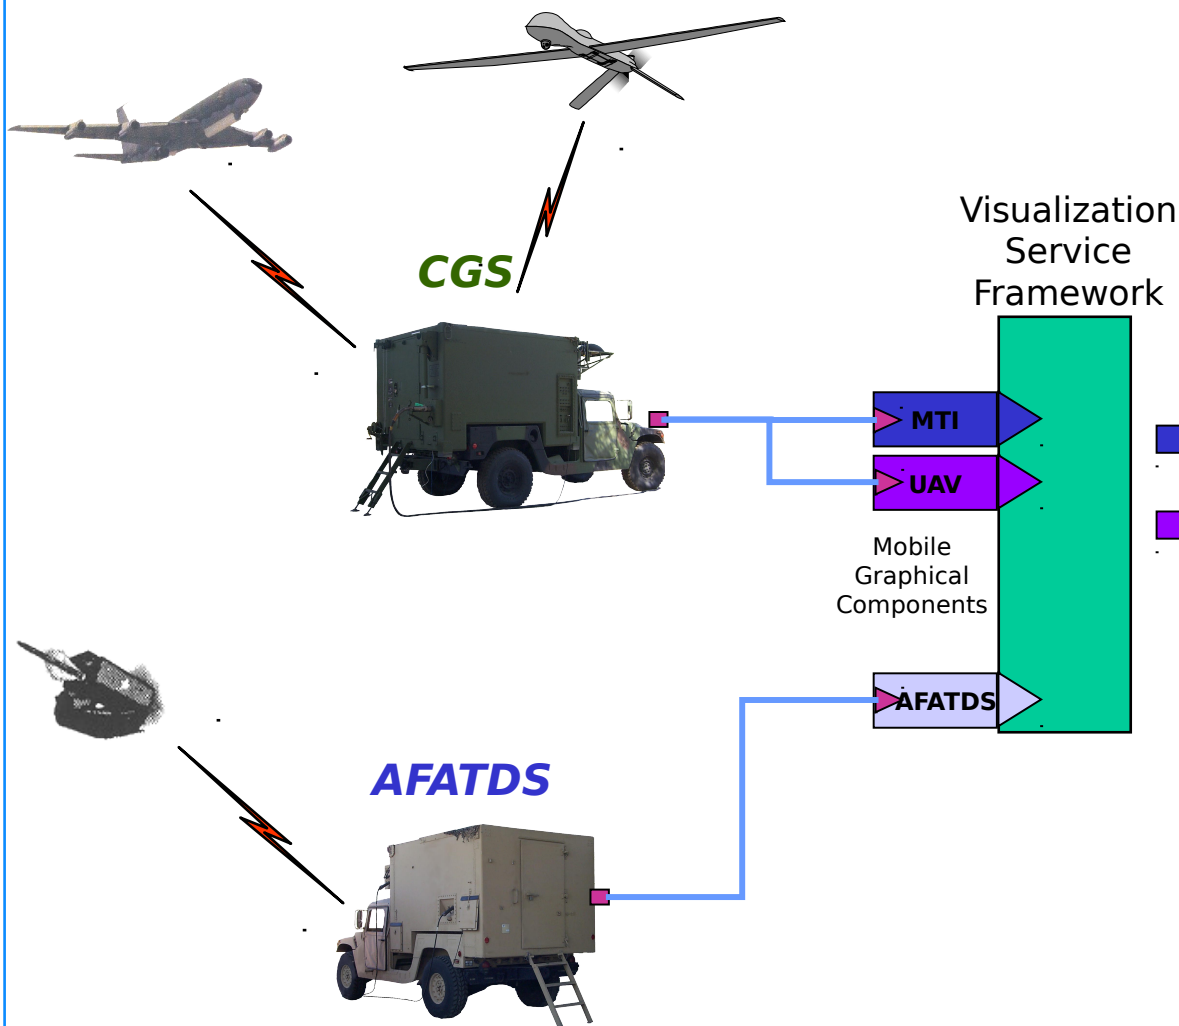 Visualization
Service
Framework
CGS
MTI
UAV
Mobile
Graphical
Components
AFATDS
AFATDS